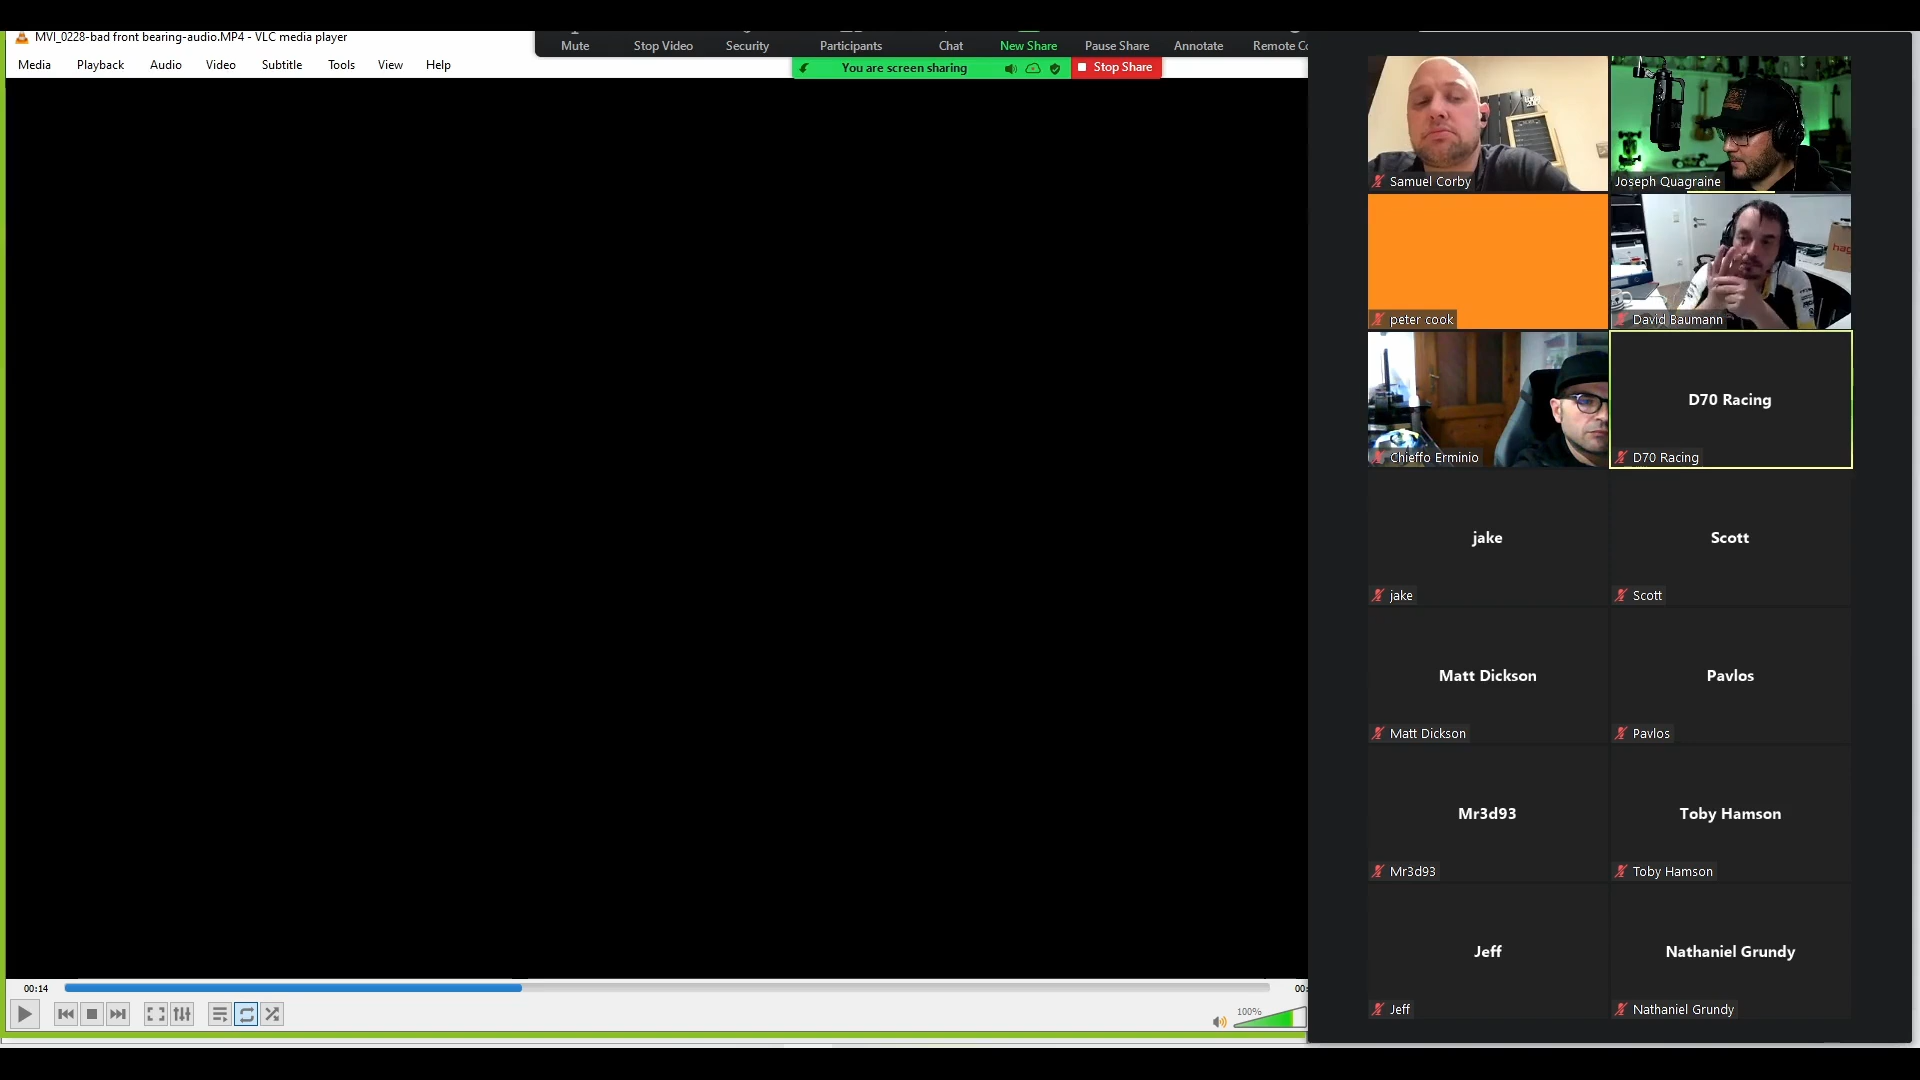 MVI_0228-bad front bearing-audio.MP4 - VLC media player
Media Playback Audio Video Subtitle Tools View Help
Mute Stop Video Security Participants Chat New Share Pause Share Annotate Remote Co
You are screen sharing Stop Share
Samuel Corby
Joseph Quagraine
peter cook
David Baumann
Chieffo Erminio
D70 Racing
D70 Racing
jake
jake
Scott
Scott
Matt Dickson
Matt Dickson
Pavlos
Pavlos
Mr3d93
Mr3d93
Toby Hamson
Toby Hamson
Jeff
Jeff
Nathaniel Grundy
Nathaniel Grundy
00:14
00:
100%